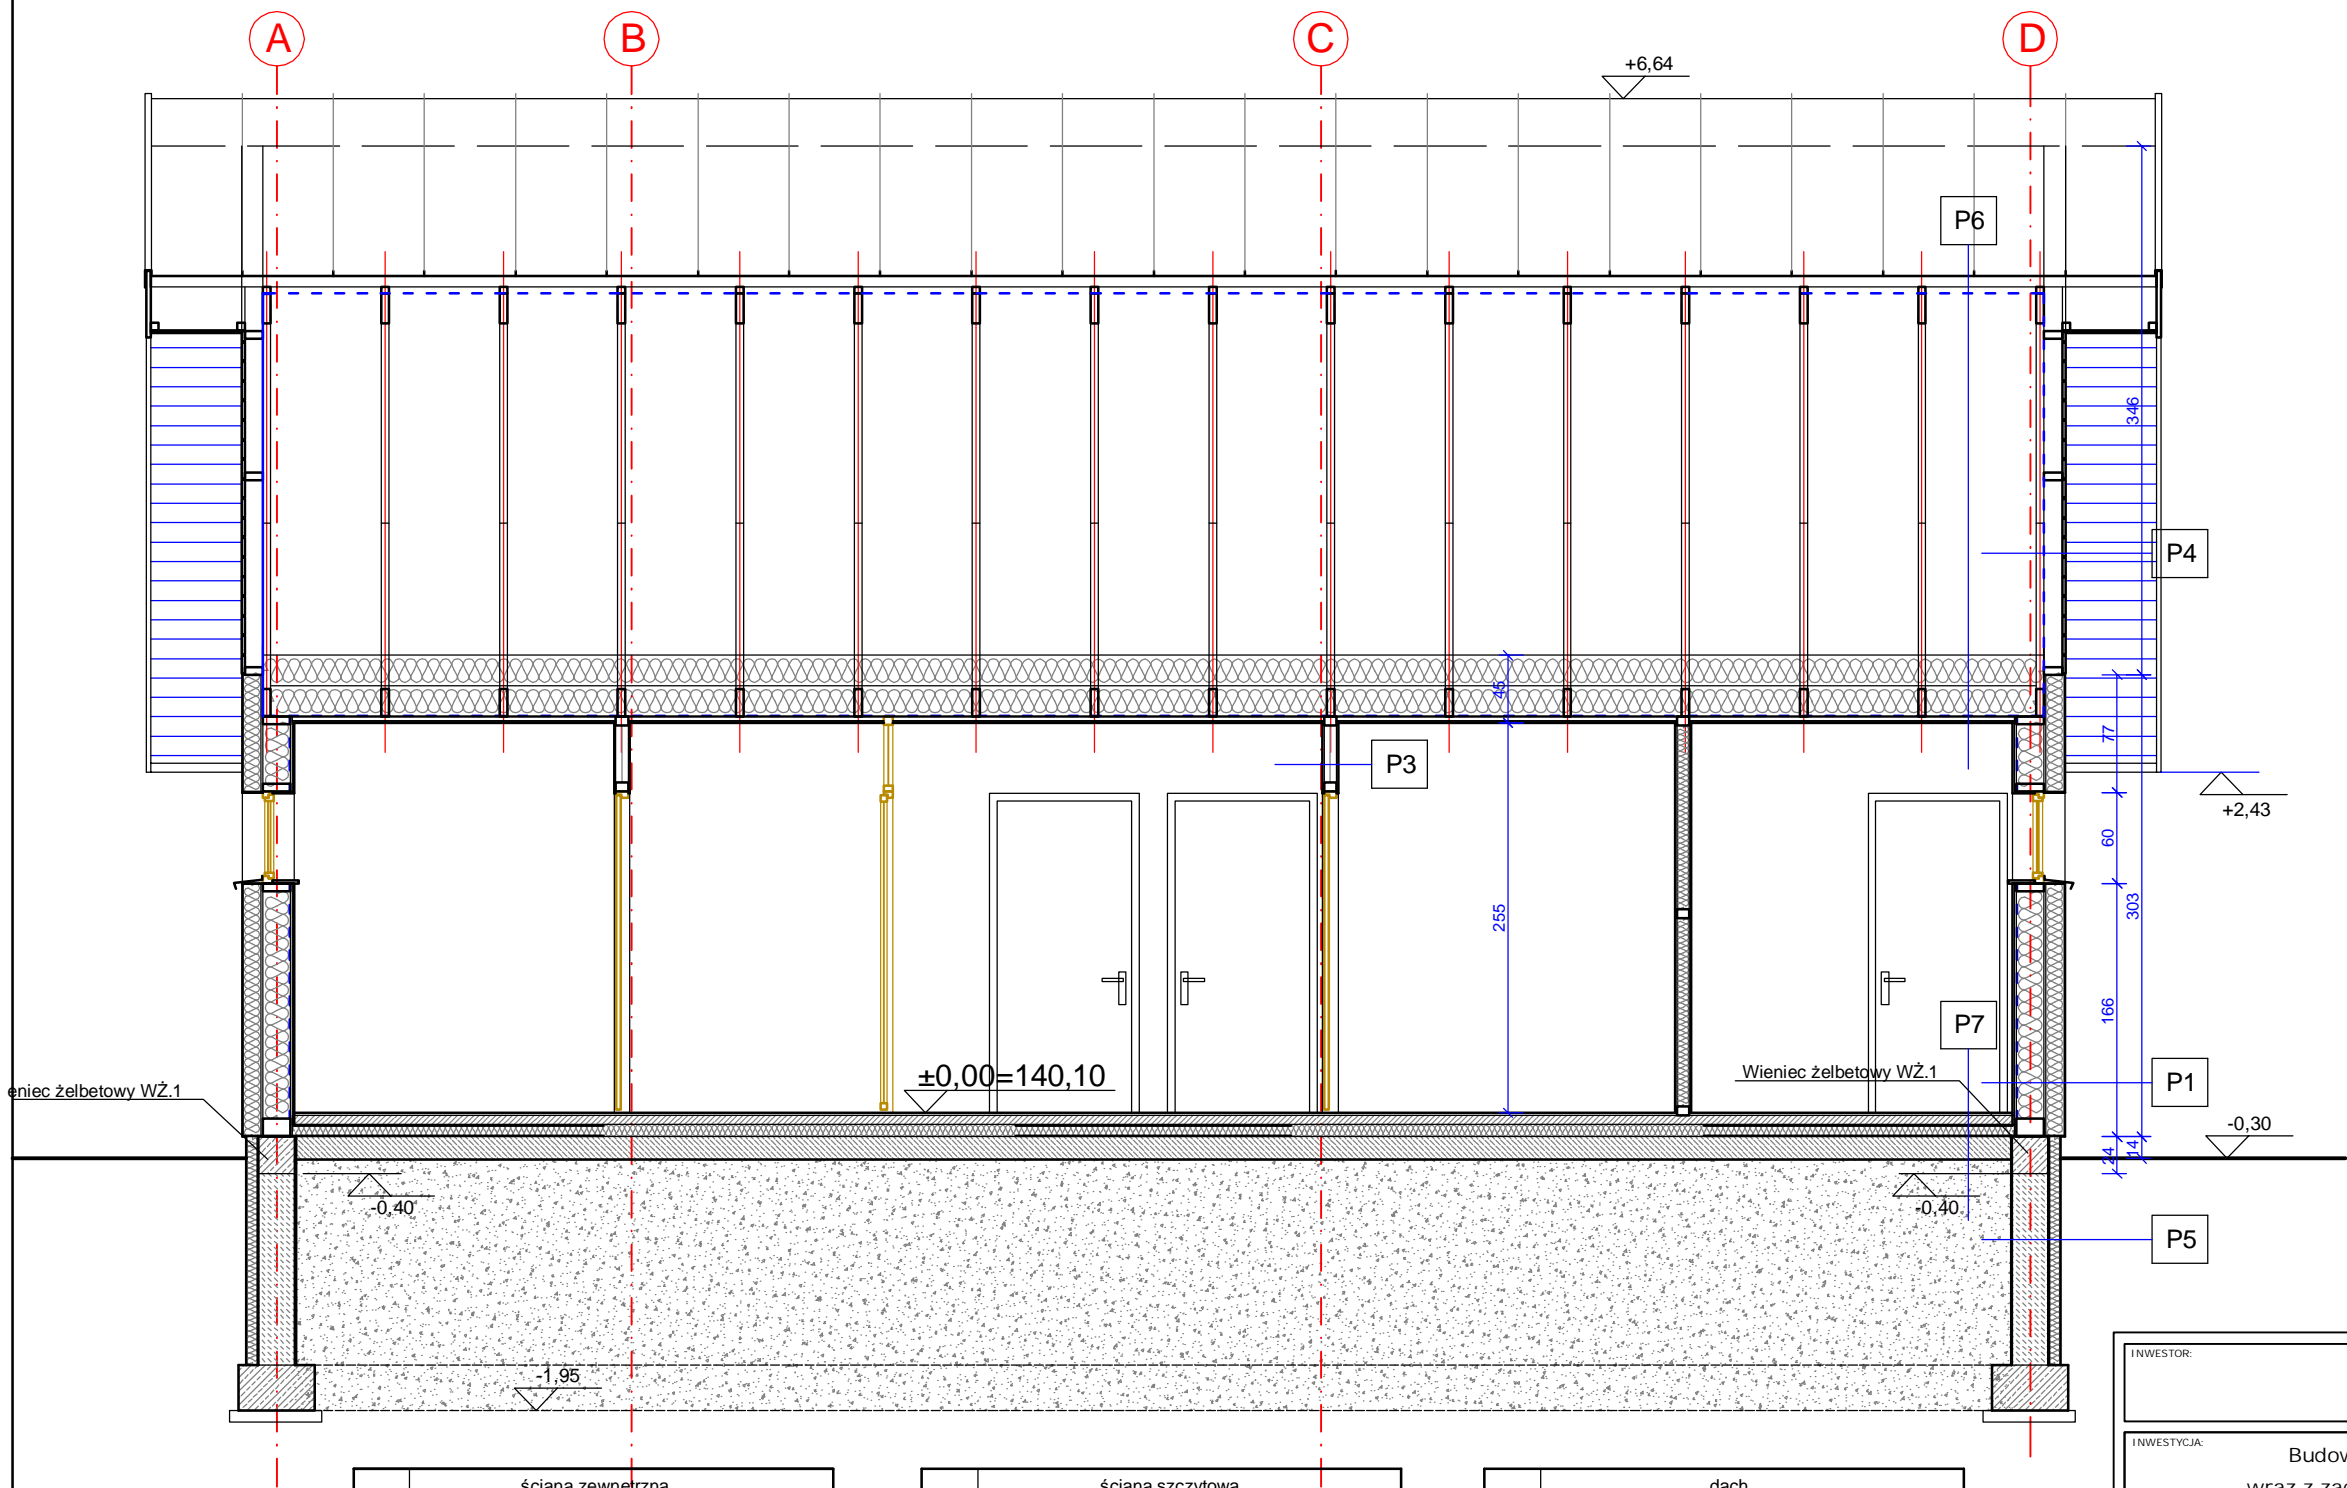 A
B
C
D
+6,64
P6
346
P4
45
77
P3
+2,43
60
303
255
166
P7
±0,00=140,10
Wieniec żelbetowy WŻ.1
eniec żelbetowy WŻ.1
P1
-0,30
24
14
-0,40
-0,40
P5
-1,95
INWESTOR:
INWESTYCJA:
Budow
wraz z zag
ściana zewnętrzna
ściana szczytowa
dach